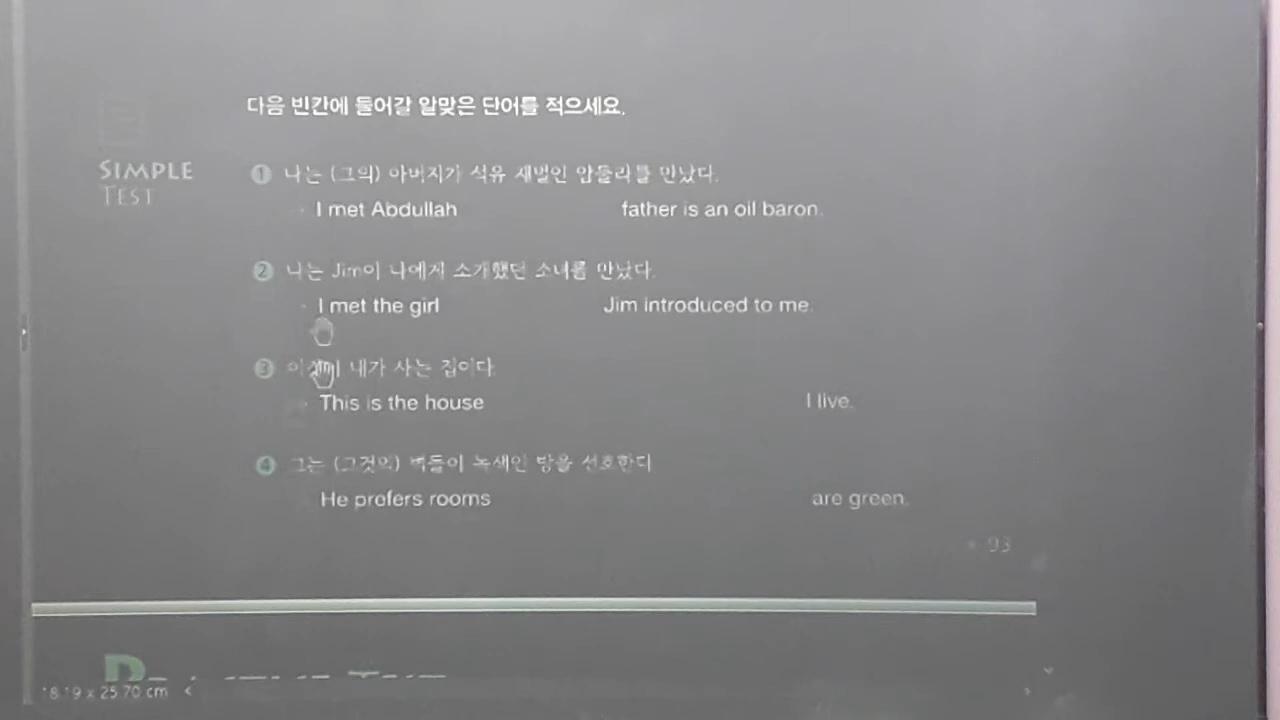 다음 빈칸에 들어갈 알맞은 단어를 적으세요.
SIMPLE
TEST
① 나는 (그의) 아버지가 석유 재벌인 압둘라를 만났다.
I met Abdullah father is an oil baron.
② 나는 Jim이 나에게 소개했던 소녀를 만났다.
I met the girl Jim introduced to me.
③ 내가 사는 집이다.
This is the house I live.
④ 그는 (그것의) 벽들이 녹색인 방을 선호한다
He prefers rooms are green.
93
18.19 x 25.70 cm